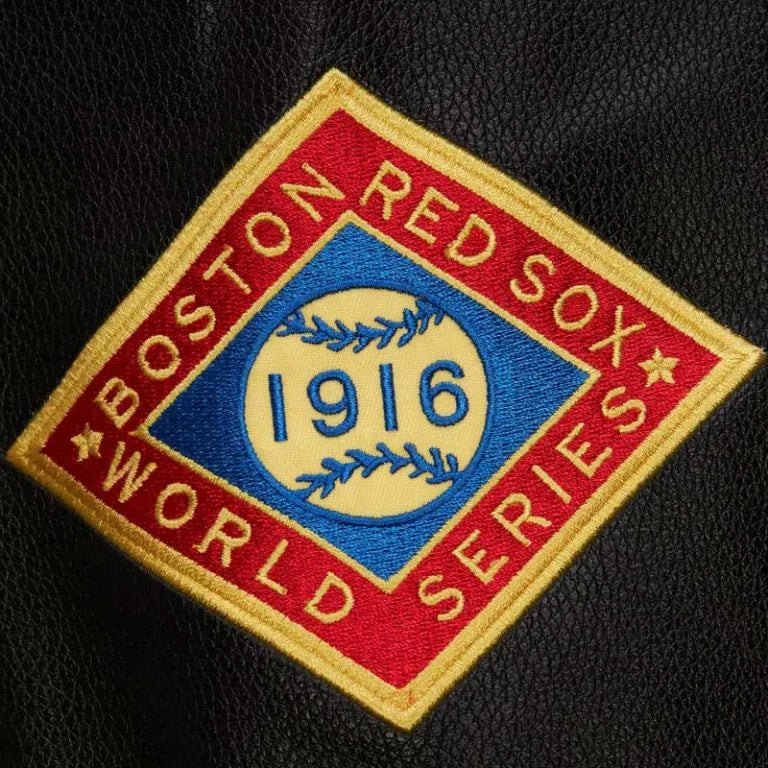 BOSTON RED SOX
1916
WORLD SERIES